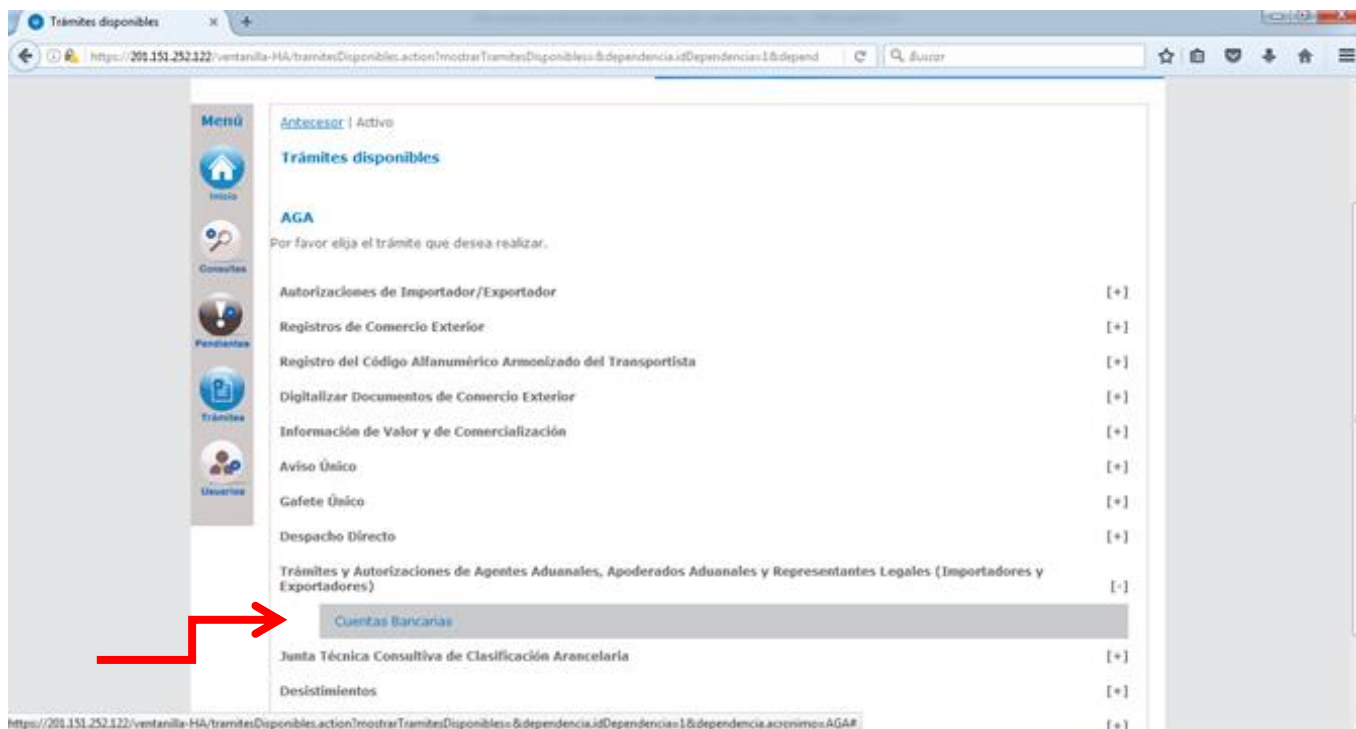 Trámites disponibles
https://201.151.252.122/ventanilla-HA/tramitesDisponibles.action?mostrarTramitesDisponibles=&dependencia.idDependencia=1&depend
Buscar
Menú
Inicio
Consultas
Pendientes
Trámites
Usuarios
Antecesor | Activo
Trámites disponibles
AGA
Por favor elija el trámite que desea realizar.
Autorizaciones de Importador/Exportador [+]
Registros de Comercio Exterior [+]
Registro del Código Alfanumérico Armonizado del Transportista [+]
Digitalizar Documentos de Comercio Exterior [+]
Información de Valor y de Comercialización [+]
Aviso Único [+]
Gafete Único [+]
Despacho Directo [+]
Trámites y Autorizaciones de Agentes Aduanales, Apoderados Aduanales y Representantes Legales (Importadores y
Exportadores) [-]
Cuentas Bancarias
Junta Técnica Consultiva de Clasificación Arancelaria [+]
Desistimientos [+]
[+]
https://201.151.252.122/ventanilla-HA/tramitesDisponibles.action?mostrarTramitesDisponibles=&dependencia.idDependencia=1&dependencia.acronimo=AGA#